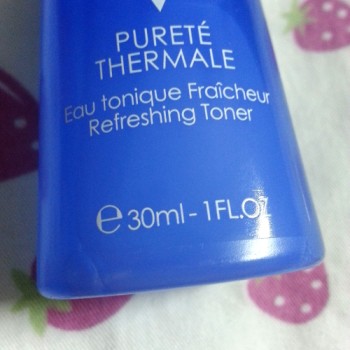 PURETÉ
THERMALE
Eau tonique Fraîcheur
Refreshing Toner
℮ 30ml - 1FL.OZ